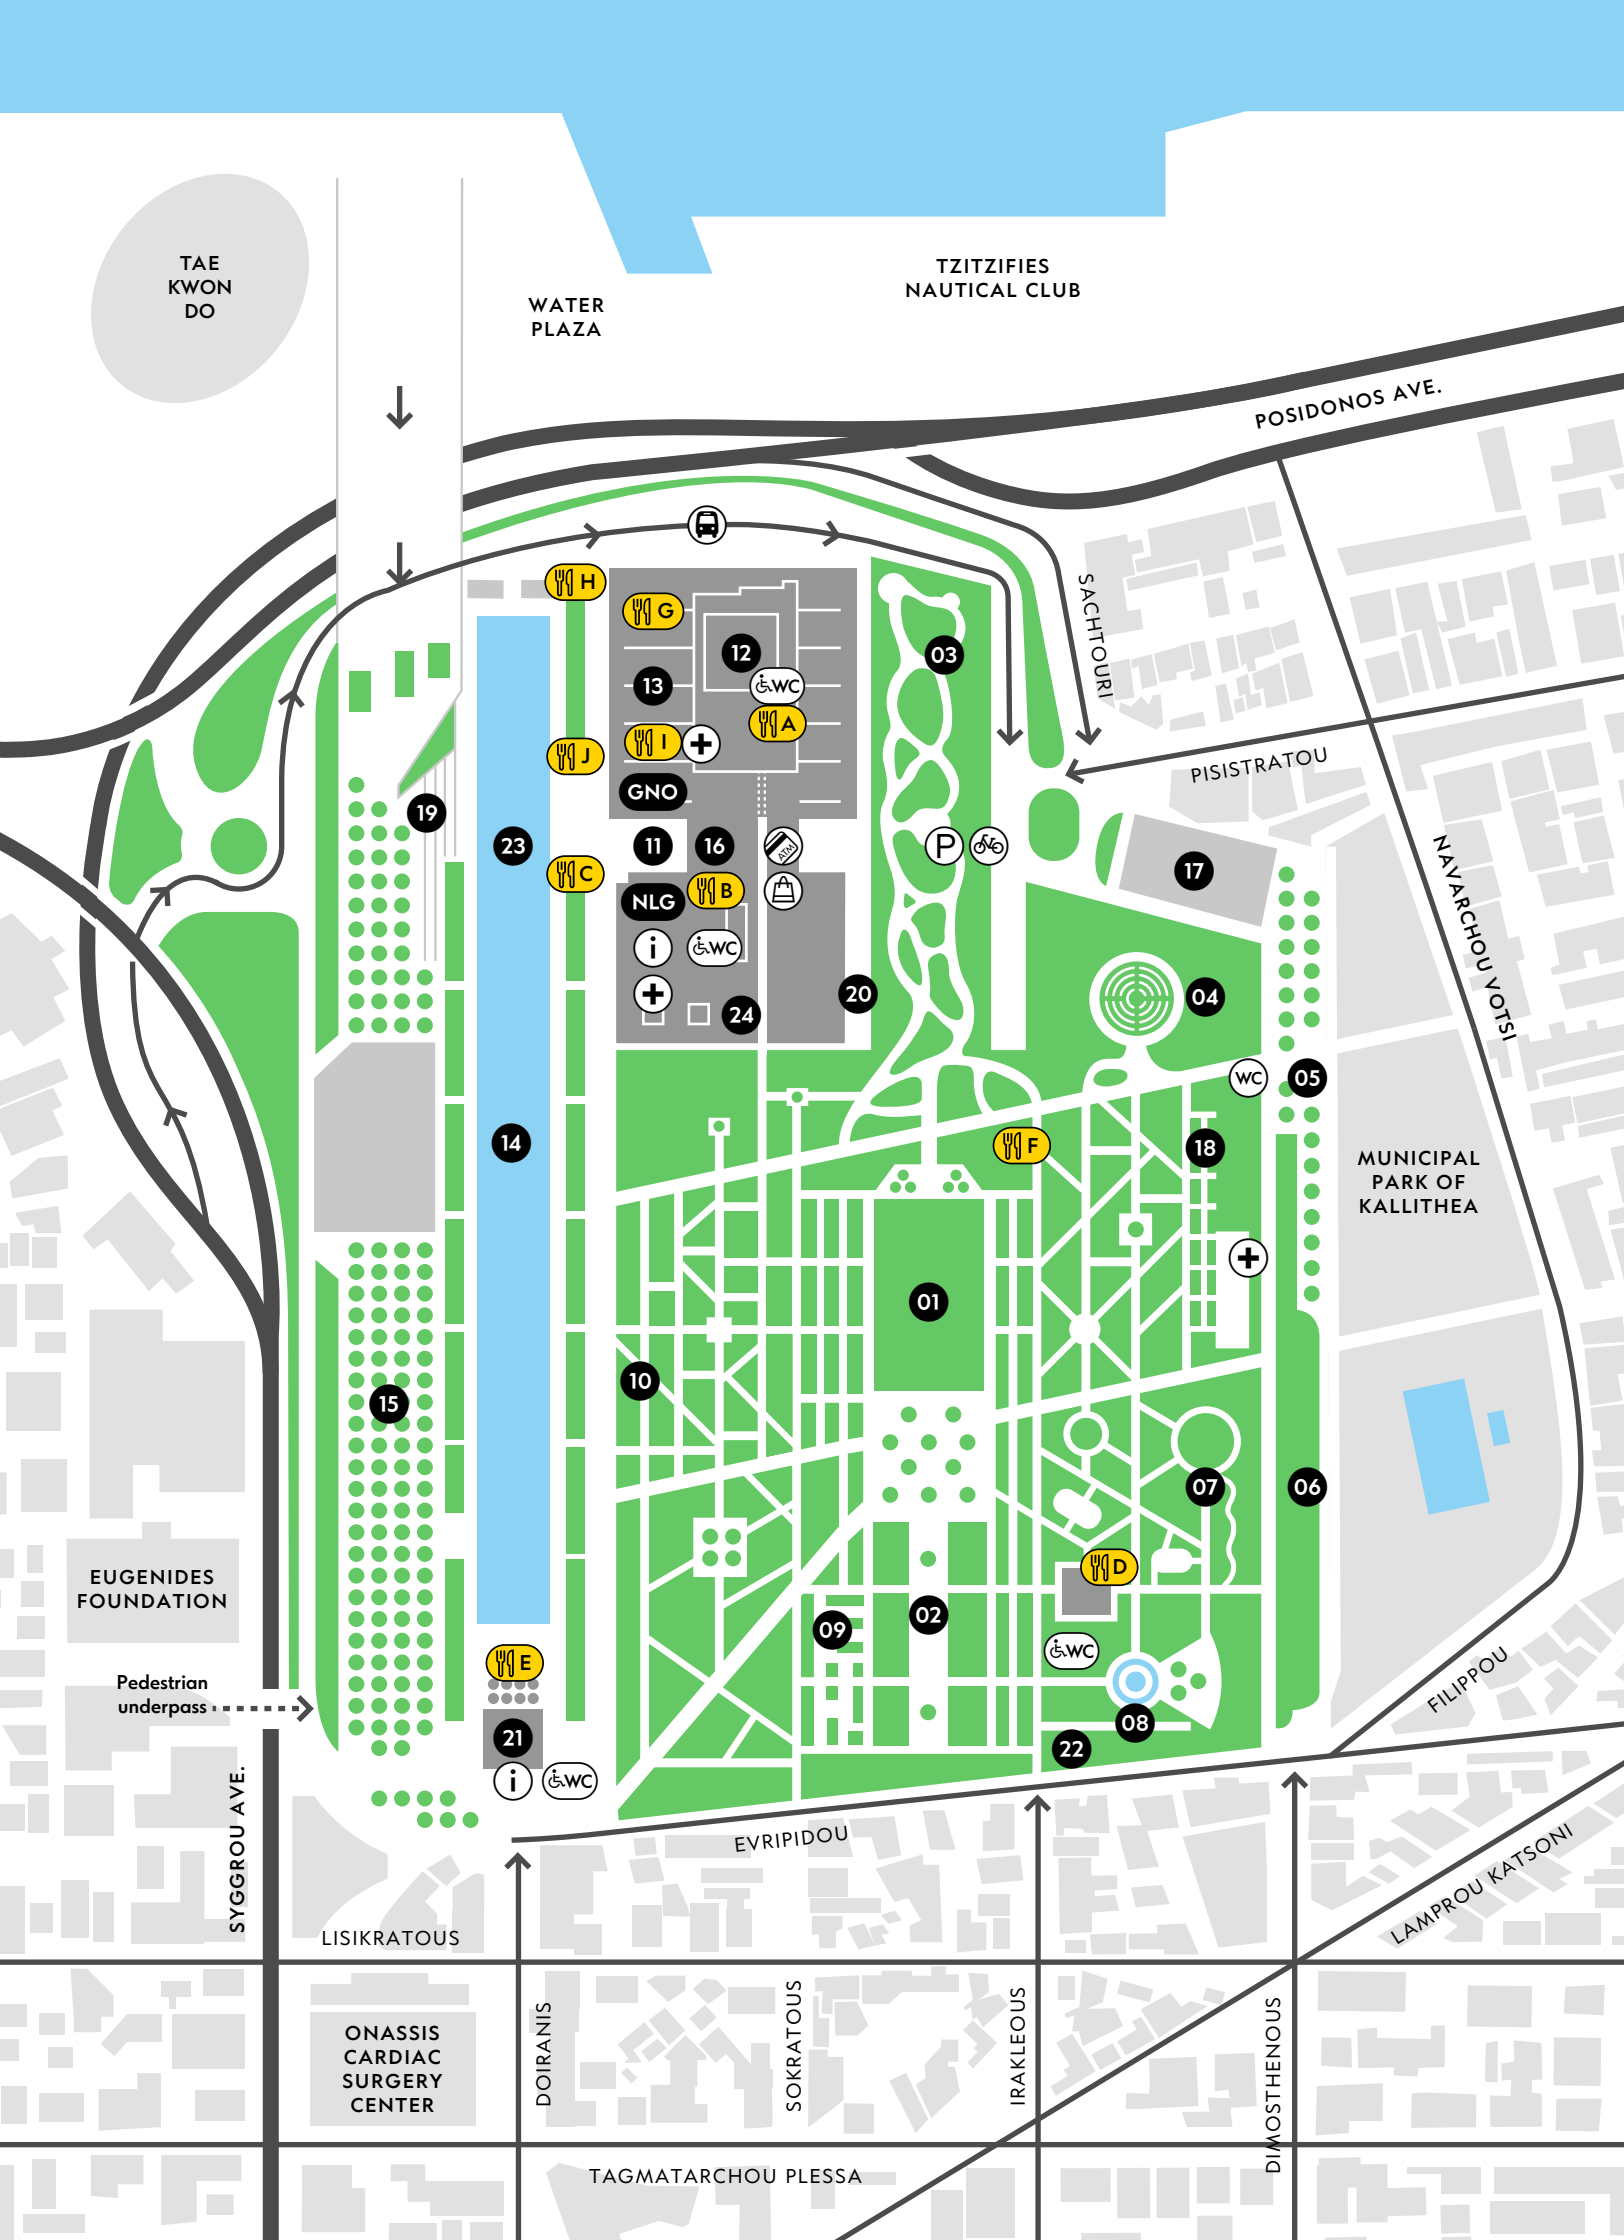 TAE
KWON
DO
WATER
PLAZA
TZITZIFIES
NAUTICAL CLUB
POSIDONOS AVE.
SACHTOURI
PISISTRATOU
NAVARCHOU VOTSI
H
G
12
03
13
WC
A
I
J
GNO
19
23
11
16
ATM
P
17
C
NLG
B
i
WC
20
04
24
WC
05
14
F
18
MUNICIPAL
PARK OF
KALLITHEA
01
10
15
07
06
D
EUGENIDES
FOUNDATION
09
02
WC
E
Pedestrian
underpass
08
21
22
i
WC
FILIPPOU
SYGGROU AVE.
EVRIPIDOU
LAMPROU KATSONI
LISIKRATOUS
ONASSIS
CARDIAC
SURGERY
CENTER
DOIRANIS
SOKRATOUS
IRAKLEOUS
DIMOSTHENOUS
TAGMATARCHOU PLESSA